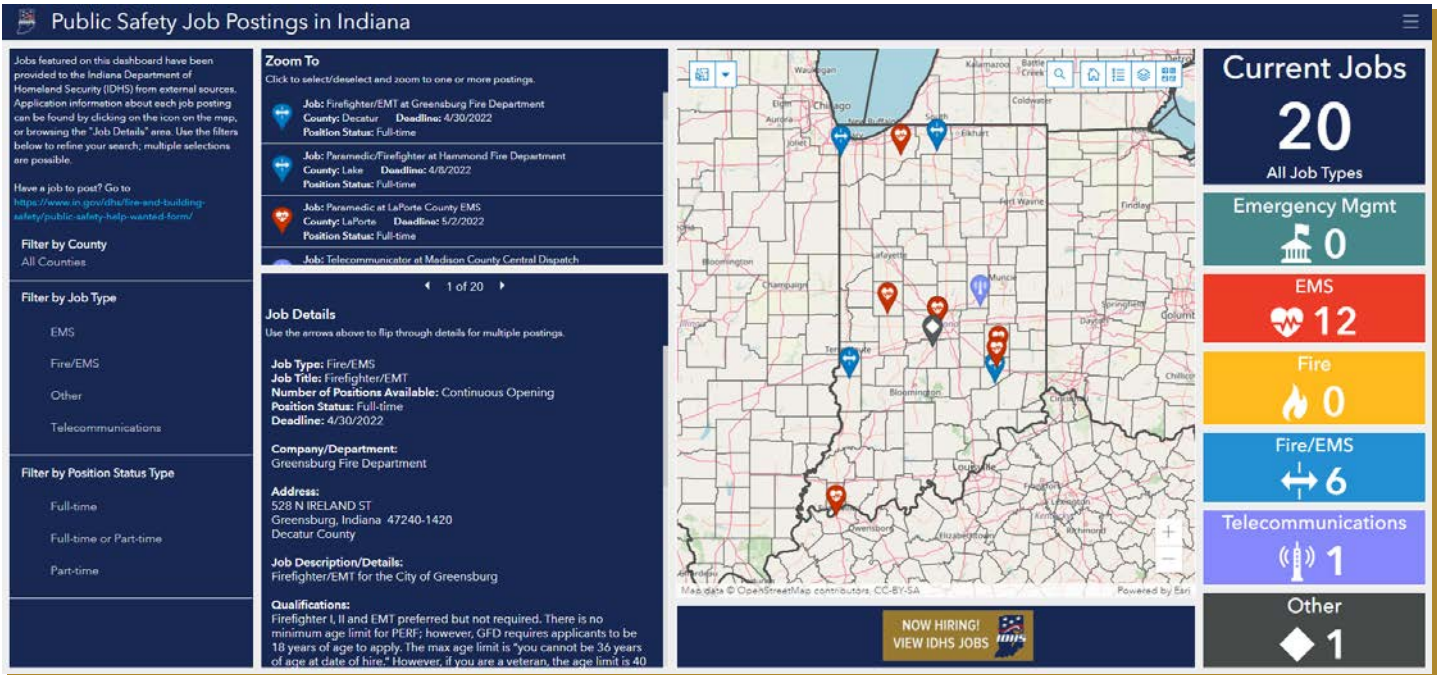 Public Safety Job Postings in Indiana
Jobs featured on this dashboard have been
provided to the Indiana Department of
Homeland Security (IDHS) from external sources.
Application information about each job posting
can be found by clicking on the icon on the map,
or browsing the "Job Details" area. Use the filters
below to refine your search; multiple selections
are possible.
Have a job to post? Go to
https://www.in.gov/dhs/fire-and-building-
safety/public-safety-help-wanted-form/
Filter by County
All Counties
Filter by Job Type
EMS
Fire/EMS
Other
Telecommunications
Filter by Position Status Type
Full-time
Full-time or Part-time
Part-time
Zoom To
Click to select/deselect and zoom to one or more postings.
Job: Firefighter/EMT at Greensburg Fire Department
County: Decatur Deadline: 4/30/2022
Position Status: Full-time
Job: Paramedic/Firefighter at Hammond Fire Department
County: Lake Deadline: 4/8/2022
Position Status: Full-time
Job: Paramedic at LaPorte County EMS
County: LaPorte Deadline: 5/2/2022
Position Status: Full-time
Job: Telecommunicator at Madison County Central Dispatch
1 of 20
Job Details
Use the arrows above to flip through details for multiple postings.
Job Type: Fire/EMS
Job Title: Firefighter/EMT
Number of Positions Available: Continuous Opening
Position Status: Full-time
Deadline: 4/30/2022
Company/Department:
Greensburg Fire Department
Address:
528 N IRELAND ST
Greensburg, Indiana 47240-1420
Decatur County
Job Description/Details:
Firefighter/EMT for the City of Greensburg
Qualifications:
Firefighter I, II and EMT preferred but not required. There is no
minimum age limit for PERF; however, GFD requires applicants to be
18 years of age to apply. The max age limit is "you cannot be 36 years
of age at date of hire." However, if you are a veteran, the age limit is 40
Waukegan
Kalamazoo
Battle
Creek
Detro
Elgin
Chicago
Coldwater
Aurora
New Buffalo
South
Joliet
Elkhart
Fort Wayne
Findlay
Lafayette
Bloomington
Muncie
Champaign
Springfield
Illinois
Dayton
Columb
Terre Haute
Chillico
Bloomington
Cincinnati
Louisville
Frankfort
Lexington
Kentucky
Owensboro
Richmond
Elizabethtown
Map data © OpenStreetMap contributors, CC-BY-SA
Powered by Esri
NOW HIRING!
VIEW IDHS JOBS
IDHS
Current Jobs
20
All Job Types
Emergency Mgmt
0
EMS
12
Fire
0
Fire/EMS
6
Telecommunications
1
Other
1